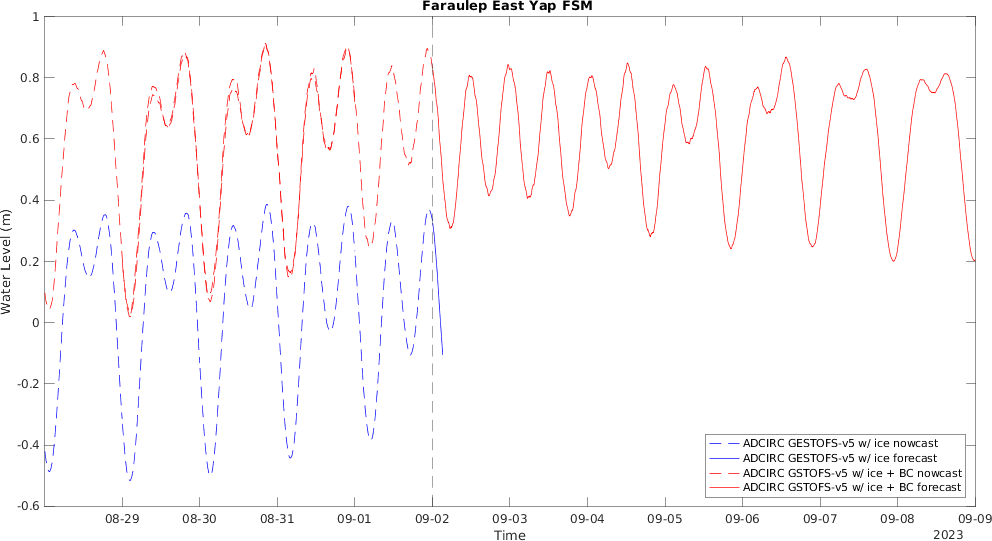 Faraulep East Yap FSM
Water Level (m)
1
0.8
0.6
0.4
0.2
0
-0.2
-0.4
-0.6
ADCIRC GESTOFS-v5 w/ ice nowcast
ADCIRC GESTOFS-v5 w/ ice forecast
ADCIRC GSTOFS-v5 w/ ice + BC nowcast
ADCIRC GSTOFS-v5 w/ ice + BC forecast
08-29 08-30 08-31 09-01 09-02 09-03 09-04 09-05 09-06 09-07 09-08 09-09
Time
2023